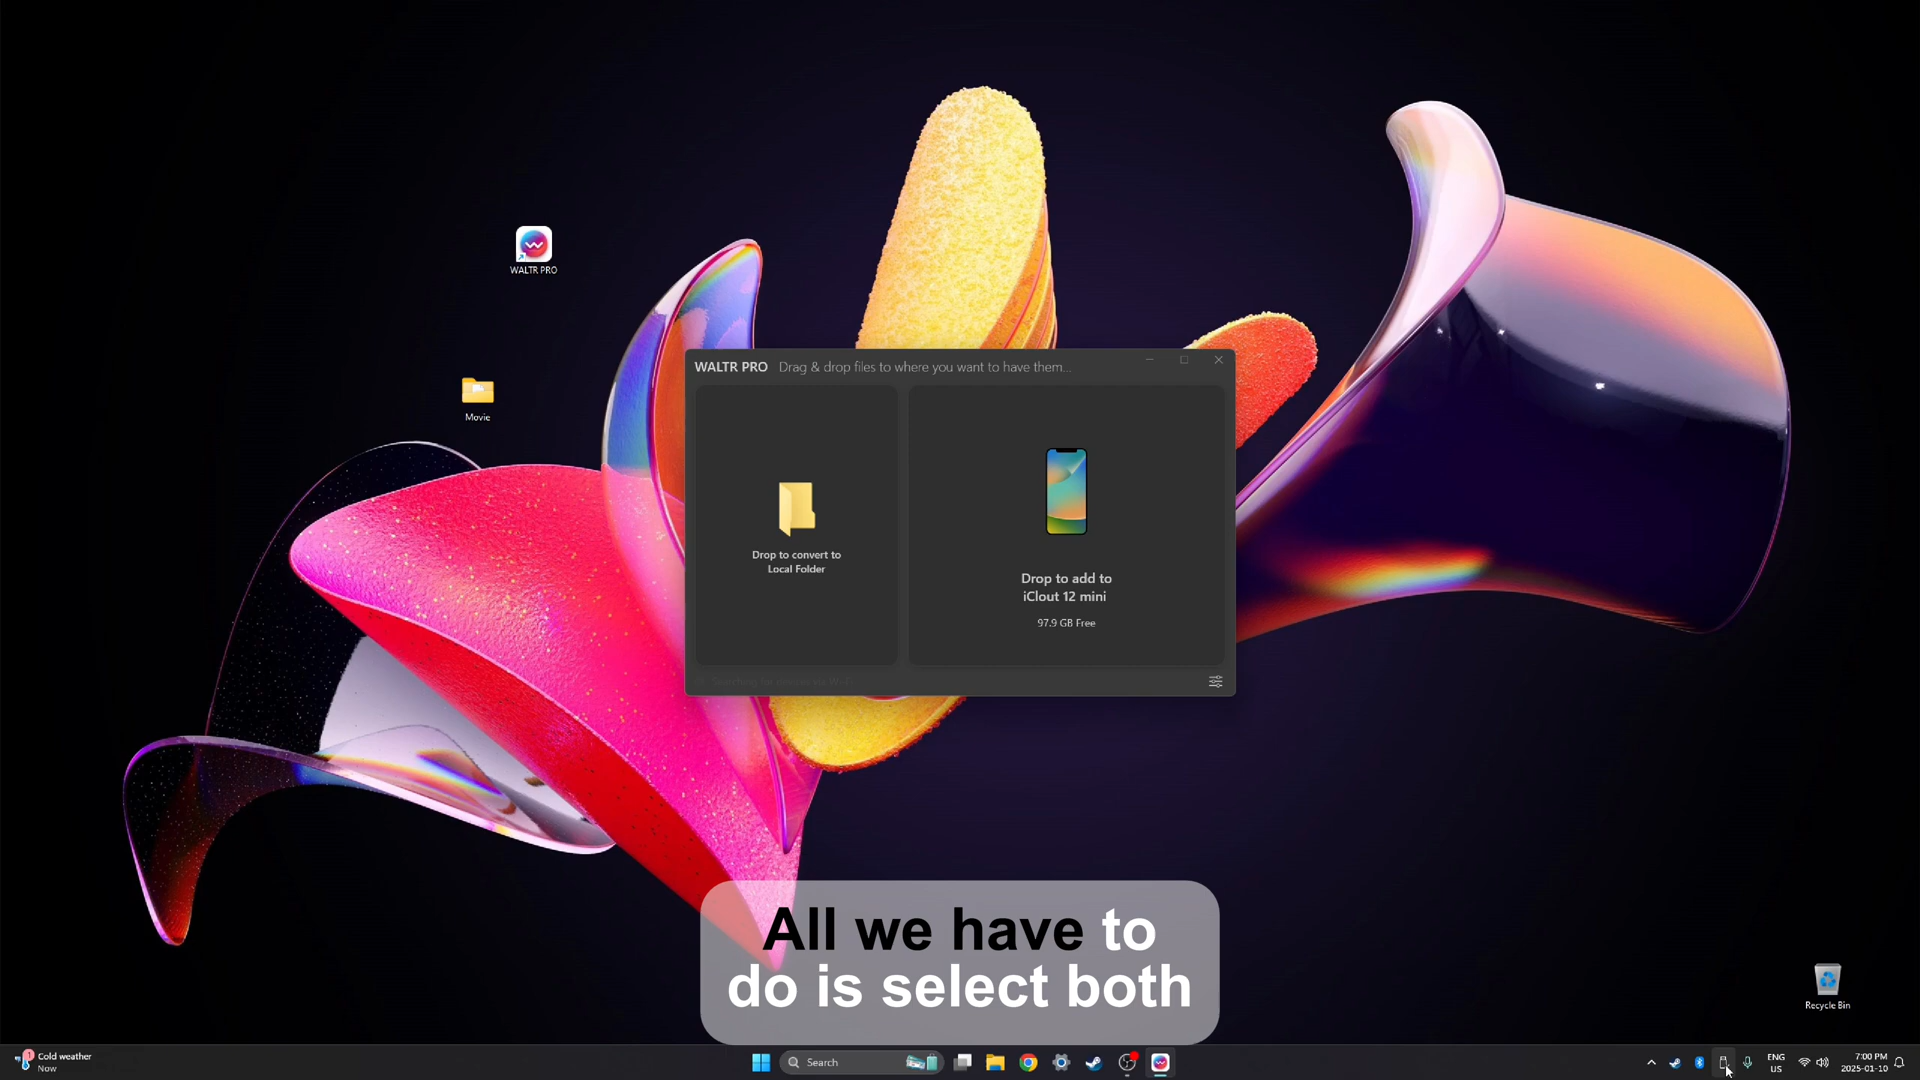 WALTR PRO
Movie
WALTR PRO Drag & drop files to where you want to have them...
Drop to convert to
Local Folder
Drop to add to
iClout 12 mini
97.9 GB Free
All we have to
do is select both
Recycle Bin
1
Cold weather
Now
Search
ENG
US
7:00 PM
2025-01-10